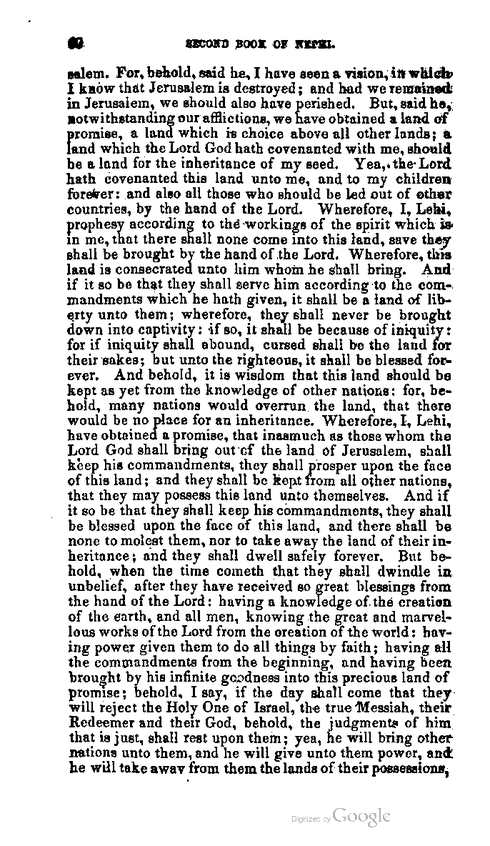 SECOND BOOK OF NEPHI.
salem. For, behold, said he, I have seen a vision, in which
I know that Jerusalem is destroyed; and had we remained
in Jerusalem, we should also have perished. But, said he,
notwithstanding our afflictions, we have obtained a land of
promise, a land which is choice above all other lands; a
land which the Lord God hath covenanted with me, should
be a land for the inheritance of my seed. Yea, the Lord
hath covenanted this land unto me, and to my children
forever: and also all those who should be led out of other
countries, by the hand of the Lord. Wherefore, I, Lehi,
prophesy according to the workings of the spirit which is
in me, that there shall none come into this land, save they
shall be brought by the hand of the Lord. Wherefore, this
land is consecrated unto him whom he shall bring. And
if it so be that they shall serve him according to the com-
mandments which he hath given, it shall be a land of lib-
erty unto them; wherefore, they shall never be brought
down into captivity: if so, it shall be because of iniquity:
for if iniquity shall abound, cursed shall be the land for
their sakes; but unto the righteous, it shall be blessed for-
ever. And behold, it is wisdom that this land should be
kept as yet from the knowledge of other nations: for, be-
hold, many nations would overrun the land, that there
would be no place for an inheritance. Wherefore, I, Lehi,
have obtained a promise, that inasmuch as those whom the
Lord God shall bring out of the land of Jerusalem, shall
keep his commandments, they shall prosper upon the face
of this land; and they shall be kept from all other nations,
that they may possess this land unto themselves. And if
it so be that they shall keep his commandments, they shall
be blessed upon the face of this land, and there shall be
none to molest them, nor to take away the land of their in-
heritance; and they shall dwell safely forever. But be-
hold, when the time cometh that they shall dwindle in
unbelief, after they have received so great blessings from
the hand of the Lord: having a knowledge of the creation
of the earth, and all men, knowing the great and marvel-
lous works of the Lord from the creation of the world: hav-
ing power given them to do all things by faith; having all
the commandments from the beginning, and having been
brought by his infinite goodness into this precious land of
promise; behold, I say, if the day shall come that they
will reject the Holy One of Israel, the true Messiah, their
Redeemer and their God, behold, the judgments of him
that is just, shall rest upon them; yea, he will bring other
nations unto them, and he will give unto them power, and
he will take away from them the lands of their possessions,
Digitized by Google